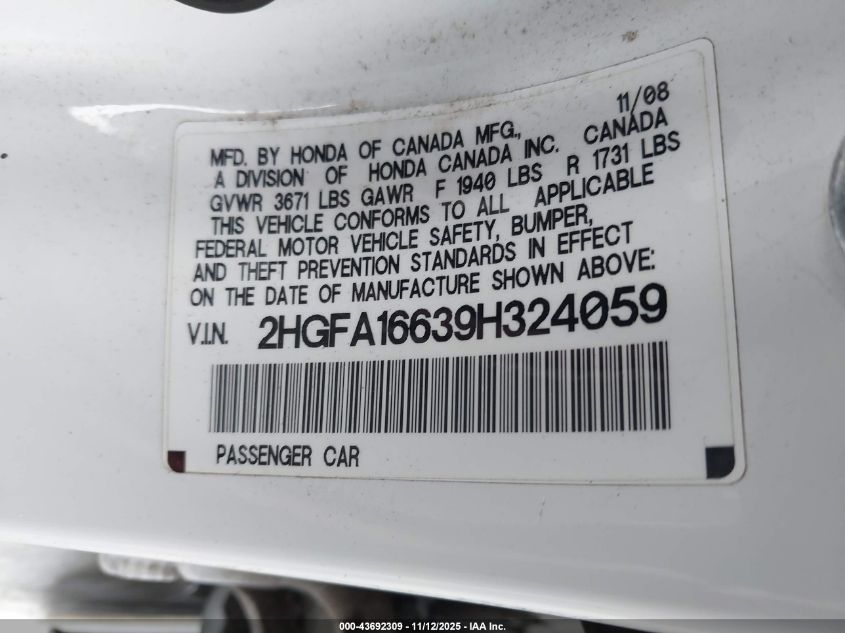 11/08
MFD. BY HONDA OF CANADA MFG.,
A DIVISION OF HONDA CANADA INC. CANADA
GVWR 3671 LBS GAWR F 1940 LBS R 1731 LBS
THIS VEHICLE CONFORMS TO ALL APPLICABLE
FEDERAL MOTOR VEHICLE SAFETY, BUMPER,
AND THEFT PREVENTION STANDARDS IN EFFECT
ON THE DATE OF MANUFACTURE SHOWN ABOVE:
V.I.N. 2HGFA16639H324059
PASSENGER CAR
000-43692309 - 11/12/2025 - IAA Inc.